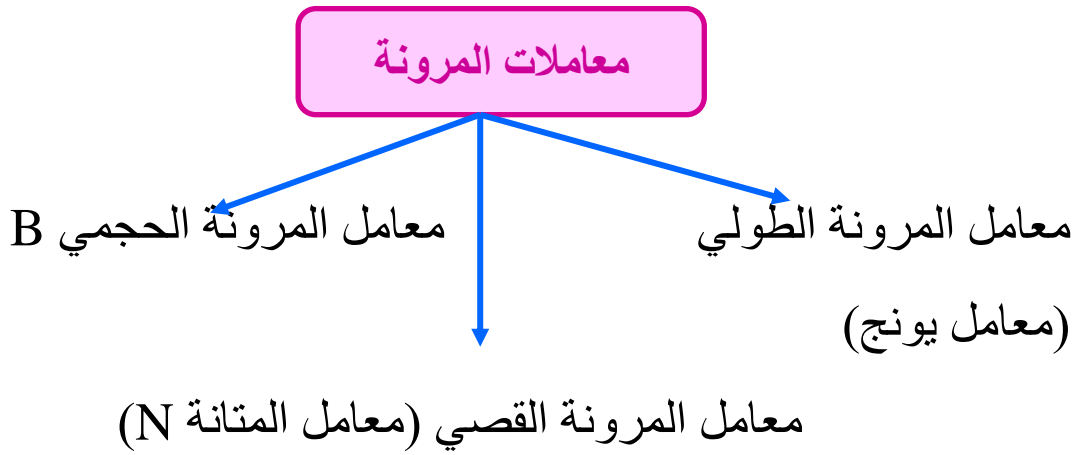 معاملات المرونة
معامل المرونة الطولي
(معامل يونج)
معامل المرونة الحجمي B
معامل المرونة القصي (معامل المتانة N)